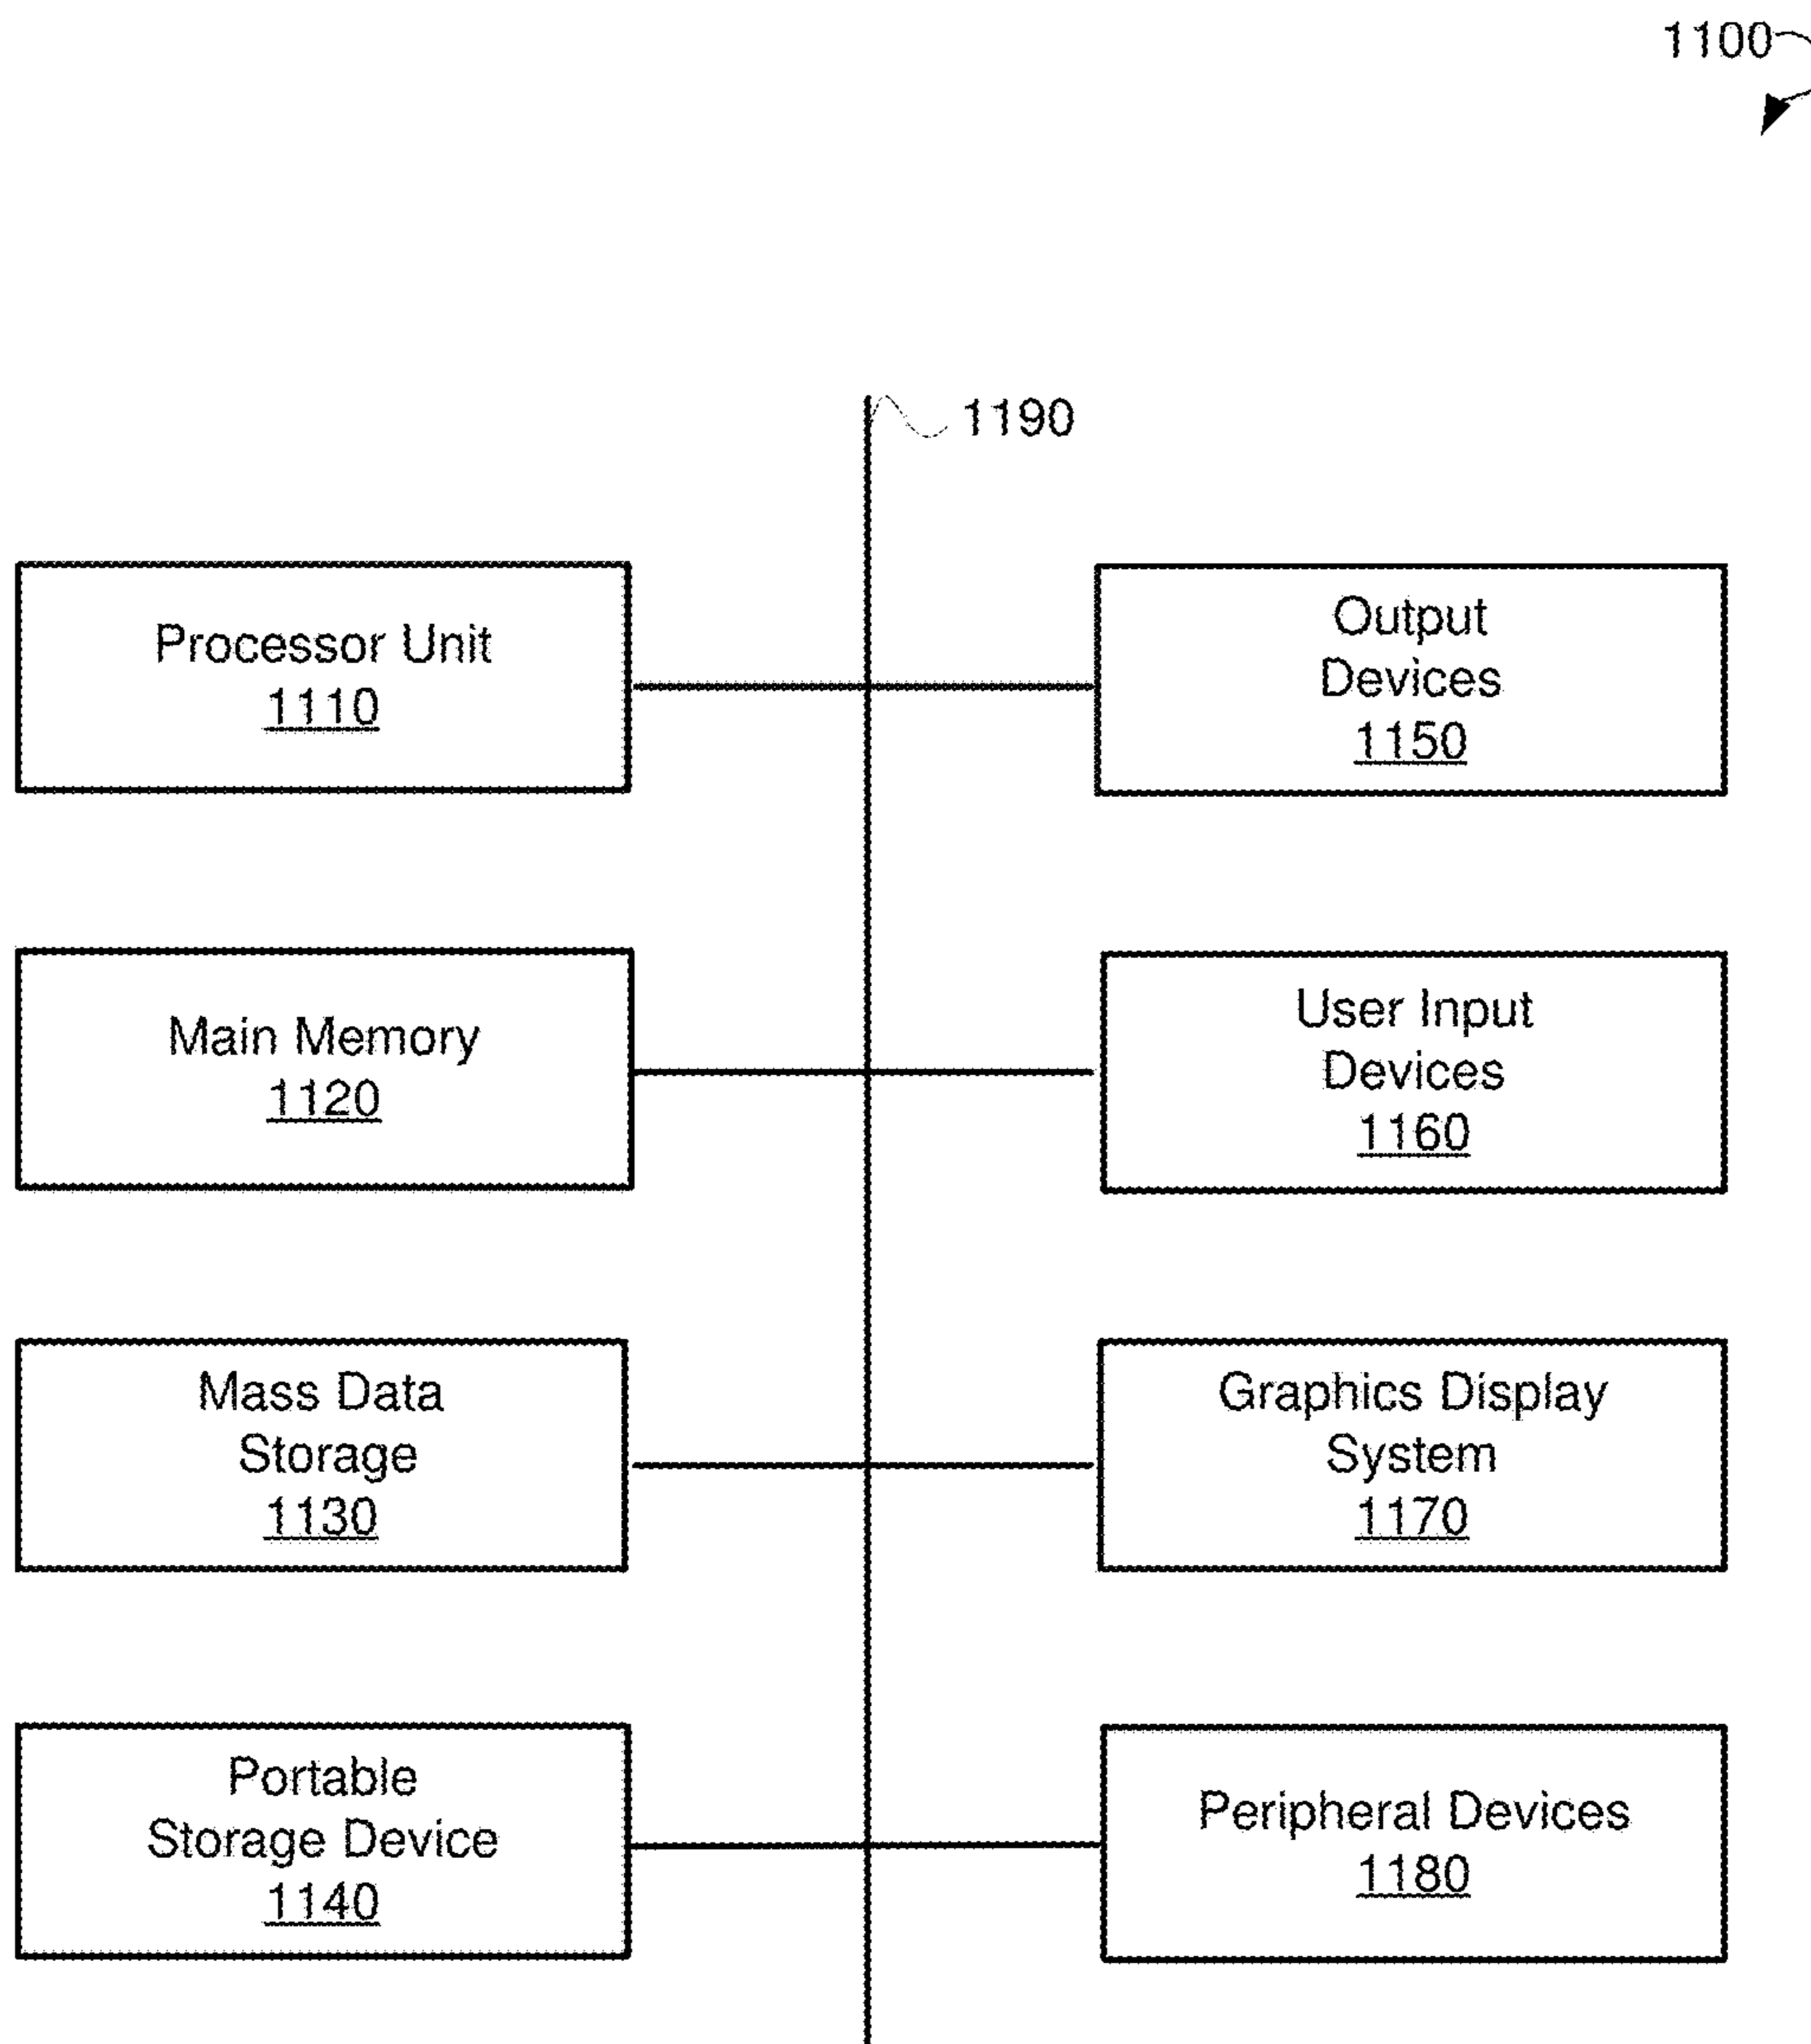 1100
1190
Processor Unit
1110
Output
Devices
1150
Main Memory
1120
User Input
Devices
1160
Mass Data
Storage
1130
Graphics Display
System
1170
Portable
Storage Device
1140
Peripheral Devices
1180